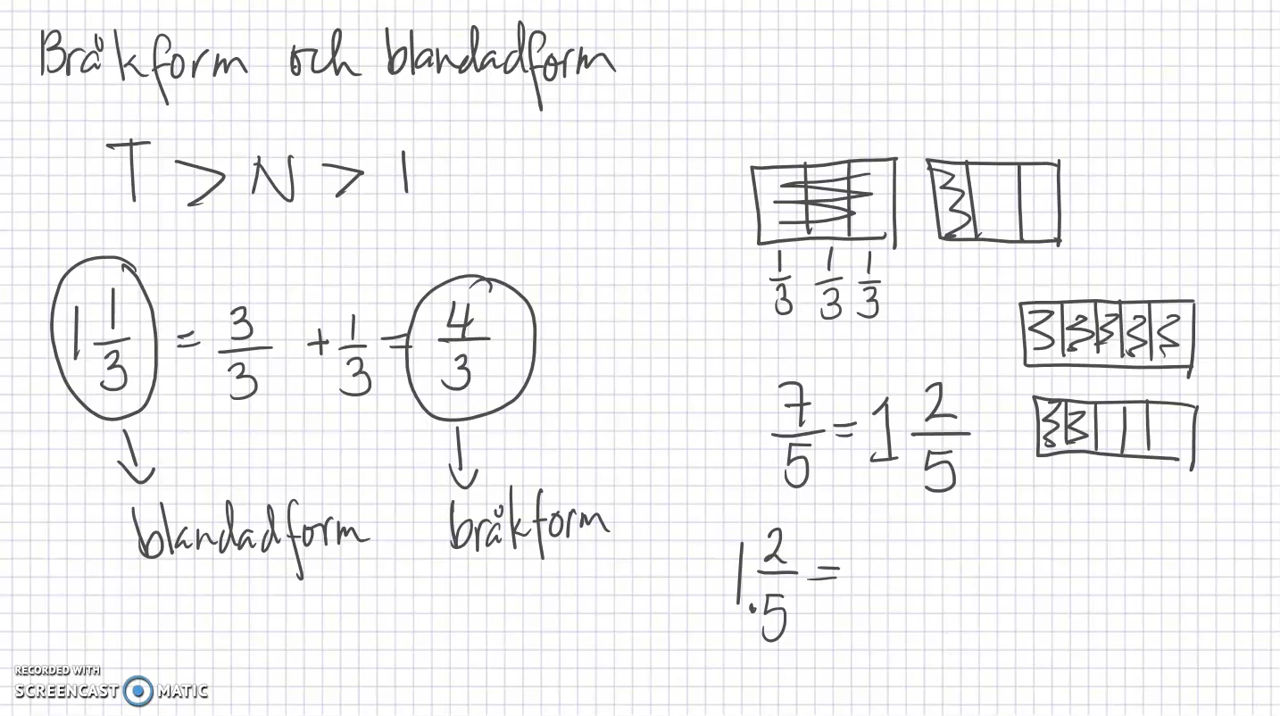 Bråkform och blandadform
T > N > 1
1 1/3 = 3/3 + 1/3 = 4/3
blandadform bråkform
1/3 1/3 1/3
7/5 = 1 2/5
1 2/5 =
RECORDED WITH
SCREENCAST MATIC